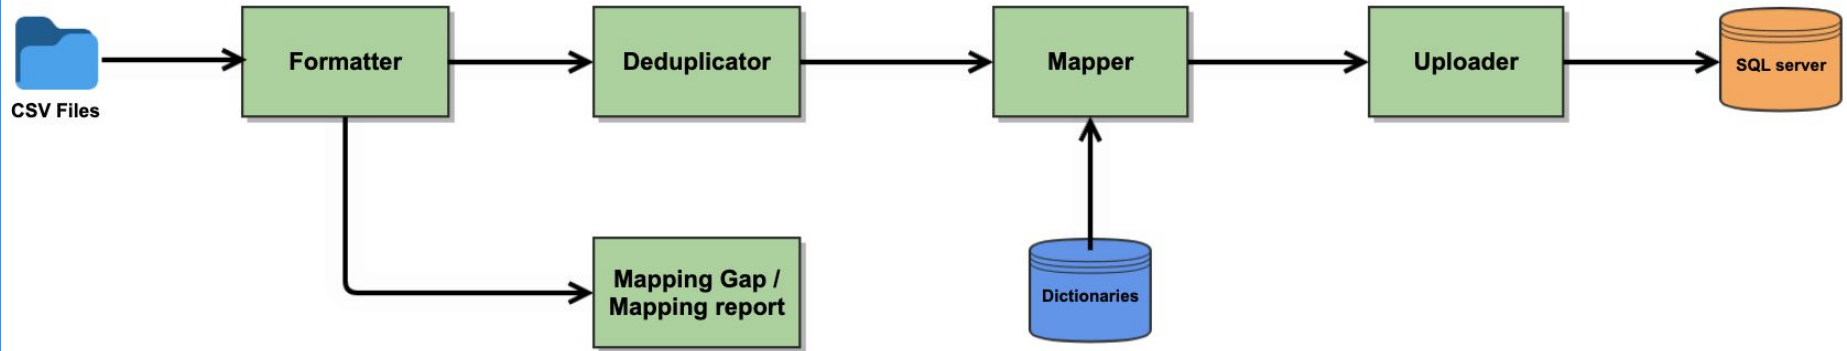 CSV Files
Formatter
Deduplicator
Mapper
Uploader
SQL server
Mapping Gap /
Mapping report
Dictionaries